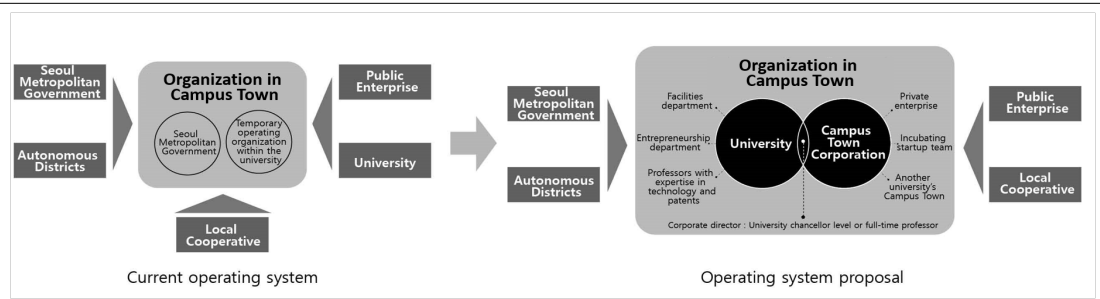 Seoul
Metropolitan
Government
Autonomous
Districts
Organization in
Campus Town
Seoul
Metropolitan
Government
Temporary
operating
organization
within the
university
Public
Enterprise
University
Local
Cooperative
Current operating system
Seoul
Metropolitan
Government
Autonomous
Districts
Organization in
Campus Town
Facilities
department
Entrepreneurship
department
Professors with
expertise in
technology and
patents
University
Campus
Town
Corporation
Private
enterprise
Incubating
startup team
Another
university's
Campus Town
Corporate director : University chancellor level or full-time professor
Public
Enterprise
Local
Cooperative
Operating system proposal